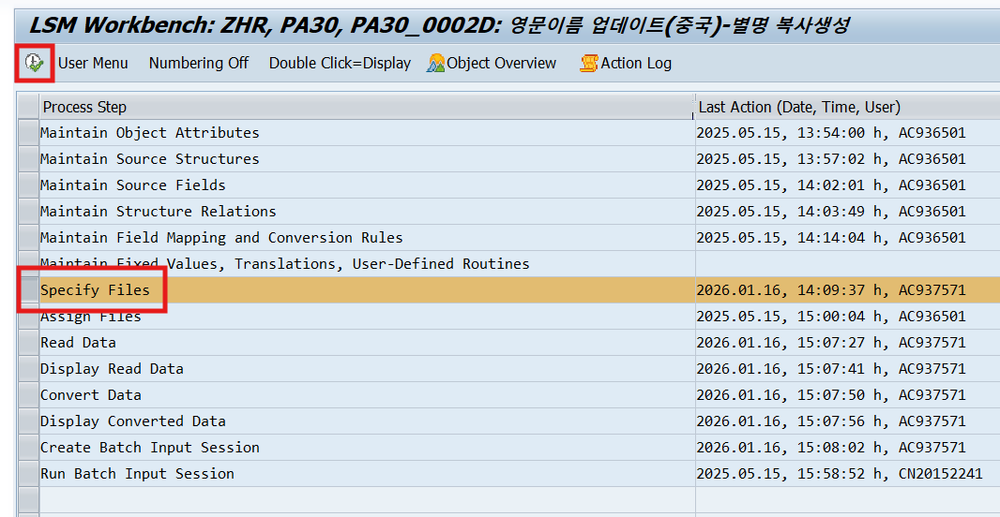 LSM Workbench: ZHR, PA30, PA30_0002D: 영문이름 업데이트(중국)-별명 복사생성
User Menu Numbering Off Double Click=Display Object Overview Action Log
Process Step Last Action (Date, Time, User)
Maintain Object Attributes 2025.05.15, 13:54:00 h, AC936501
Maintain Source Structures 2025.05.15, 13:57:02 h, AC936501
Maintain Source Fields 2025.05.15, 14:02:01 h, AC936501
Maintain Structure Relations 2025.05.15, 14:03:49 h, AC936501
Maintain Field Mapping and Conversion Rules 2025.05.15, 14:14:04 h, AC936501
Maintain Fixed Values, Translations, User-Defined Routines
Specify Files 2026.01.16, 14:09:37 h, AC937571
Assign Files 2025.05.15, 15:00:04 h, AC936501
Read Data 2026.01.16, 15:07:27 h, AC937571
Display Read Data 2026.01.16, 15:07:41 h, AC937571
Convert Data 2026.01.16, 15:07:50 h, AC937571
Display Converted Data 2026.01.16, 15:07:56 h, AC937571
Create Batch Input Session 2026.01.16, 15:08:02 h, AC937571
Run Batch Input Session 2025.05.15, 15:58:52 h, CN20152241